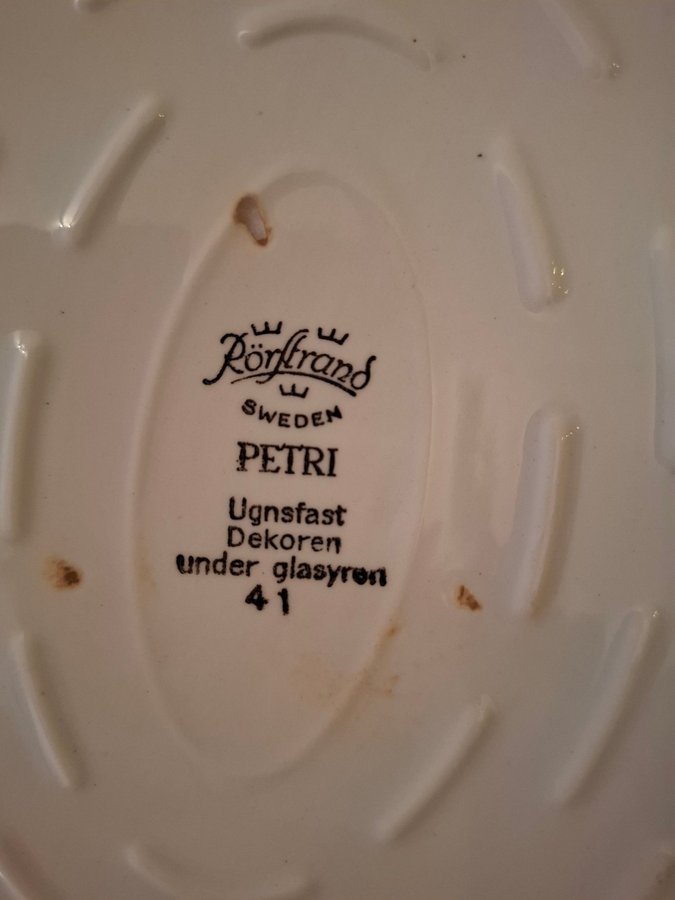 Rörstrand
SWEDEN
PETRI
Ugnsfast
Dekoren
under glasyren
41